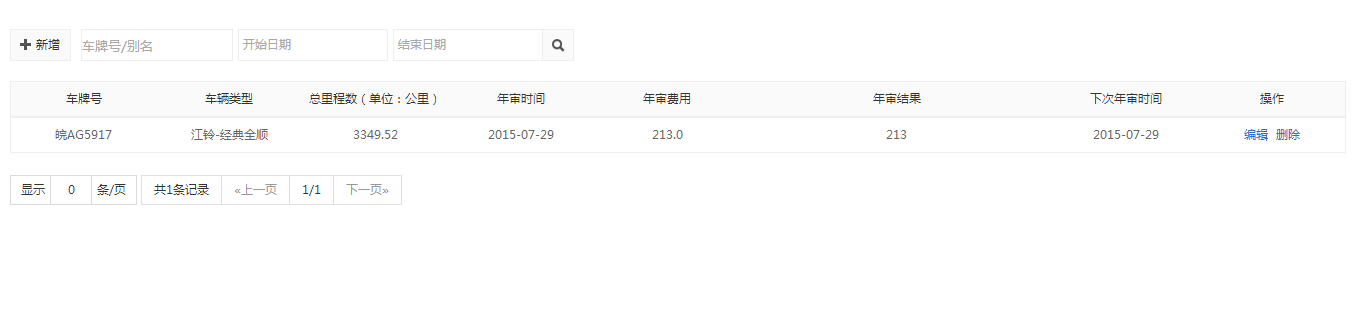 新增 车牌号/别名 开始日期 结束日期
车牌号 车辆类型 总里程数（单位：公里） 年审时间 年审费用 年审结果 下次年审时间 操作
皖AG5917 江铃-经典全顺 3349.52 2015-07-29 213.0 213 2015-07-29 编辑 删除
显示 0 条/页 共1条记录 «上一页 1/1 下一页»